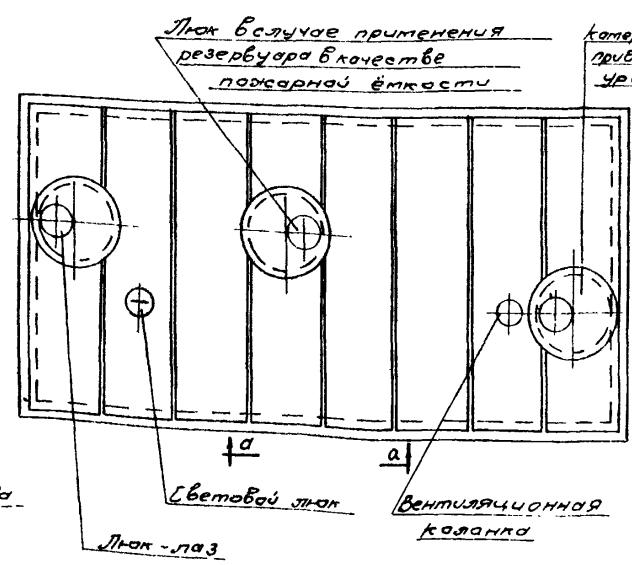 Люк в случае применения
резервуара в качестве
пожарной ёмкости
а
а
Световой люк
Вентиляционная
колонка
Люк-лаз